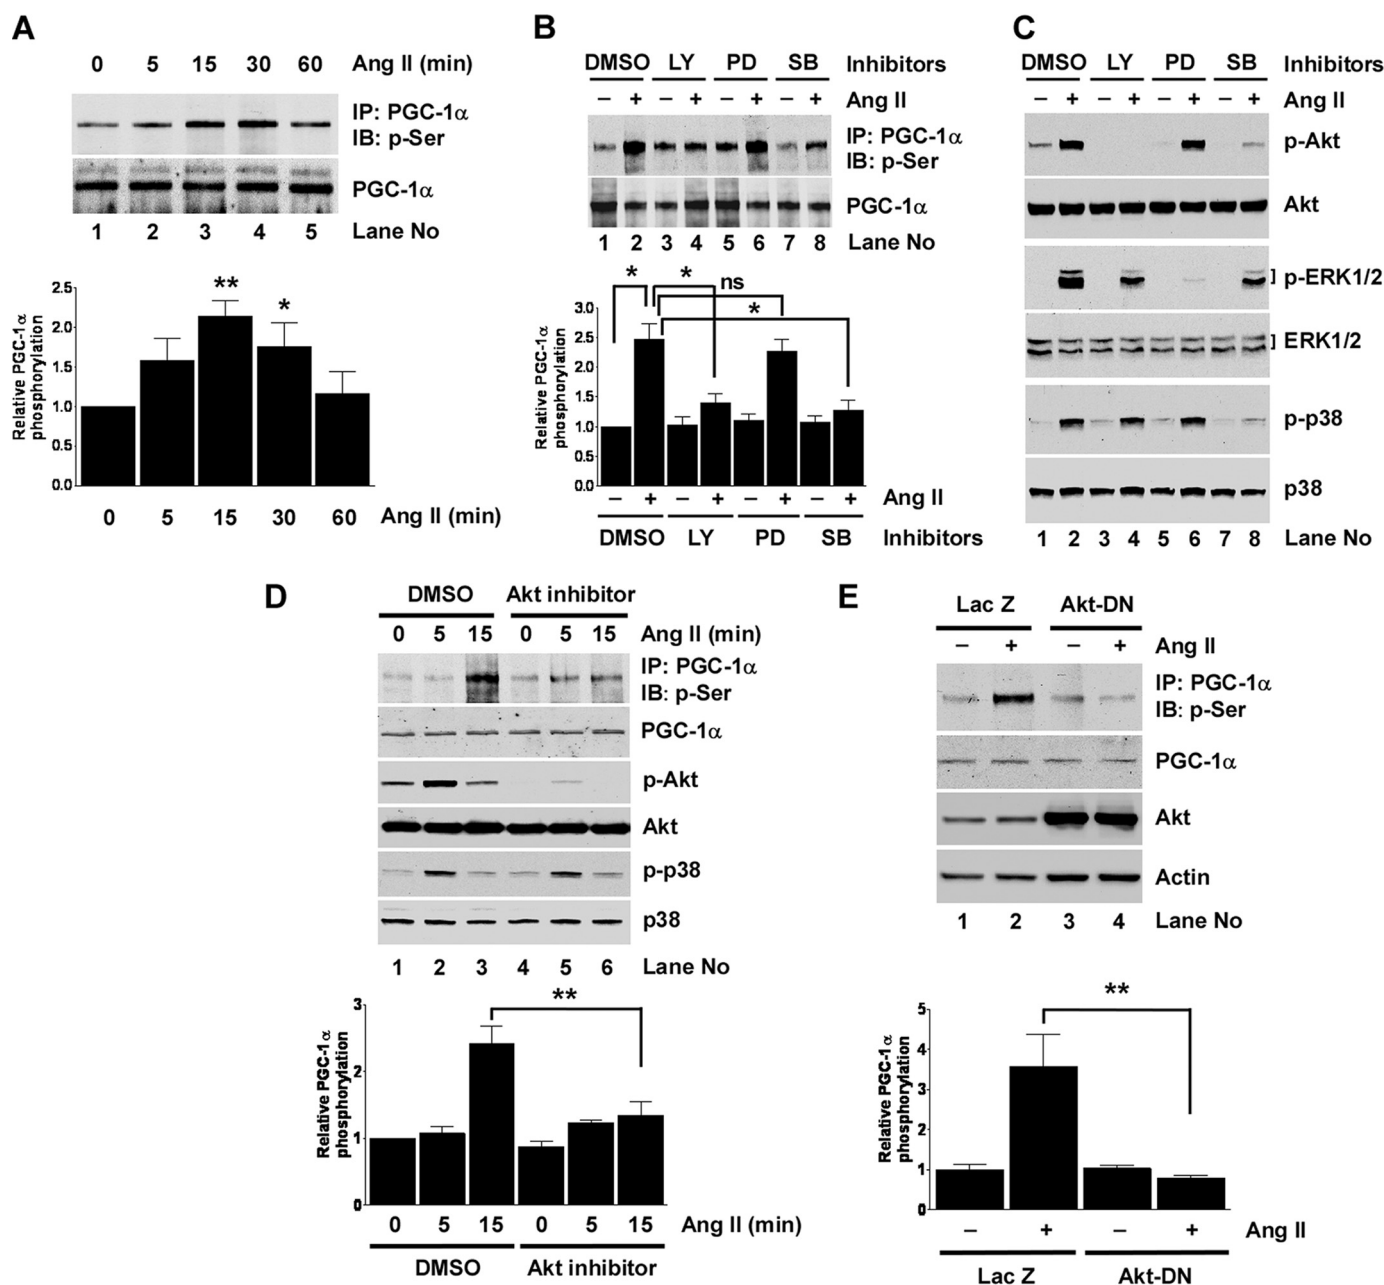 A
0 5 15 30 60 Ang II (min)
IP: PGC-1α
IB: p-Ser
PGC-1α
1 2 3 4 5 Lane No
Relative PGC-1α
phosphorylation
2.5
2.0
1.5
1.0
0.5
0.0
** *
0 5 15 30 60 Ang II (min)
B
DMSO LY PD SB Inhibitors
– + – + – + – + Ang II
IP: PGC-1α
IB: p-Ser
PGC-1α
1 2 3 4 5 6 7 8 Lane No
Relative PGC-1α
phosphorylation
3.0
2.5
2.0
1.5
1.0
0.5
0.0
* * ns
*
– + – + – + – + Ang II
DMSO LY PD SB Inhibitors
C
DMSO LY PD SB Inhibitors
– + – + – + – + Ang II
p-Akt
Akt
p-ERK1/2
ERK1/2
p-p38
p38
1 2 3 4 5 6 7 8 Lane No
D
DMSO Akt inhibitor
0 5 15 0 5 15 Ang II (min)
IP: PGC-1α
IB: p-Ser
PGC-1α
p-Akt
Akt
p-p38
p38
1 2 3 4 5 6 Lane No
Relative PGC-1α
phosphorylation
3
2
1
0
**
0 5 15 0 5 15 Ang II (min)
DMSO Akt inhibitor
E
Lac Z Akt-DN
– + – + Ang II
IP: PGC-1α
IB: p-Ser
PGC-1α
Akt
Actin
1 2 3 4 Lane No
Relative PGC-1α
phosphorylation
5
4
3
2
1
0
**
– + – + Ang II
Lac Z Akt-DN